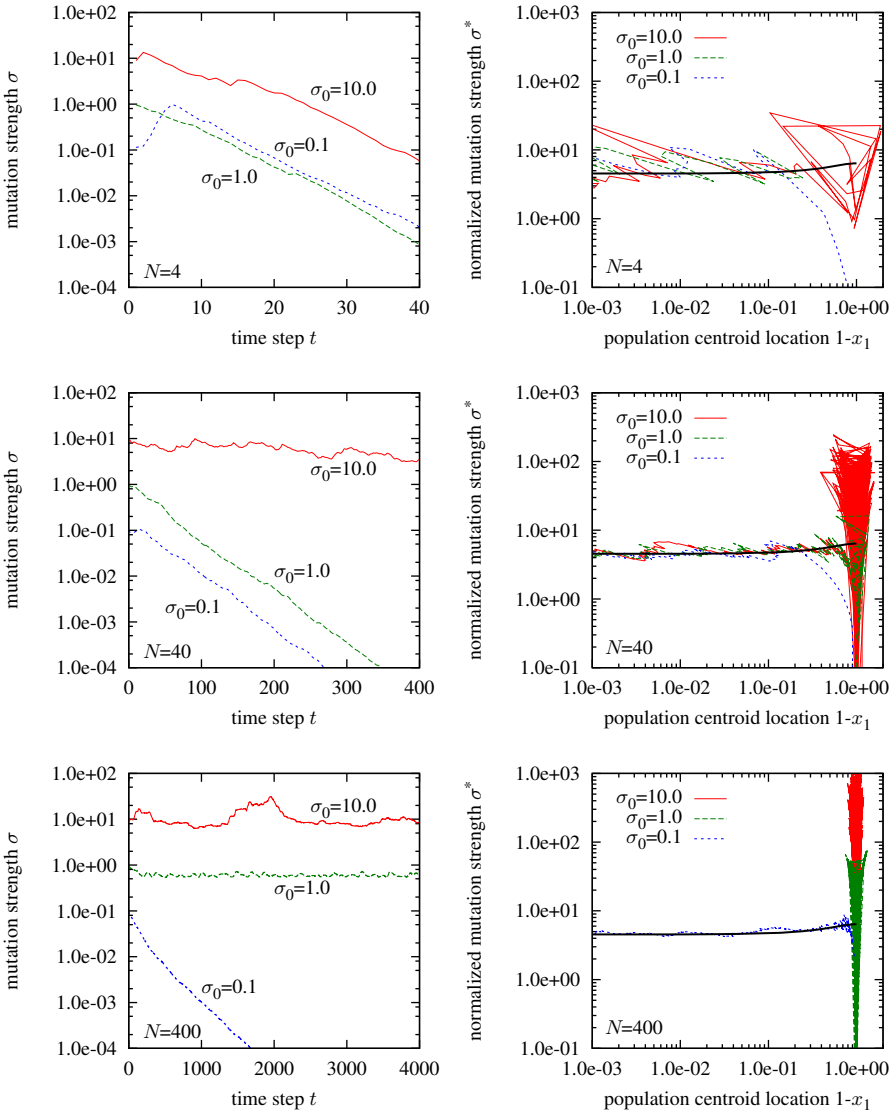 1.0e+02
1.0e+01
1.0e+00
1.0e-01
1.0e-02
1.0e-03
1.0e-04
mutation strength σ
σ0=10.0
σ0=0.1
σ0=1.0
N=4
0 10 20 30 40
time step t
1.0e+03
1.0e+02
1.0e+01
1.0e+00
1.0e-01
normalized mutation strength σ*
σ0=10.0
σ0=1.0
σ0=0.1
N=4
1.0e-03 1.0e-02 1.0e-01 1.0e+00
population centroid location 1-x1
1.0e+02
1.0e+01
1.0e+00
1.0e-01
1.0e-02
1.0e-03
1.0e-04
mutation strength σ
σ0=10.0
σ0=1.0
σ0=0.1
N=40
0 100 200 300 400
time step t
1.0e+03
1.0e+02
1.0e+01
1.0e+00
1.0e-01
normalized mutation strength σ*
σ0=10.0
σ0=1.0
σ0=0.1
N=40
1.0e-03 1.0e-02 1.0e-01 1.0e+00
population centroid location 1-x1
1.0e+02
1.0e+01
1.0e+00
1.0e-01
1.0e-02
1.0e-03
1.0e-04
mutation strength σ
σ0=10.0
σ0=1.0
σ0=0.1
N=400
0 1000 2000 3000 4000
time step t
1.0e+03
1.0e+02
1.0e+01
1.0e+00
1.0e-01
normalized mutation strength σ*
σ0=10.0
σ0=1.0
σ0=0.1
N=400
1.0e-03 1.0e-02 1.0e-01 1.0e+00
population centroid location 1-x1